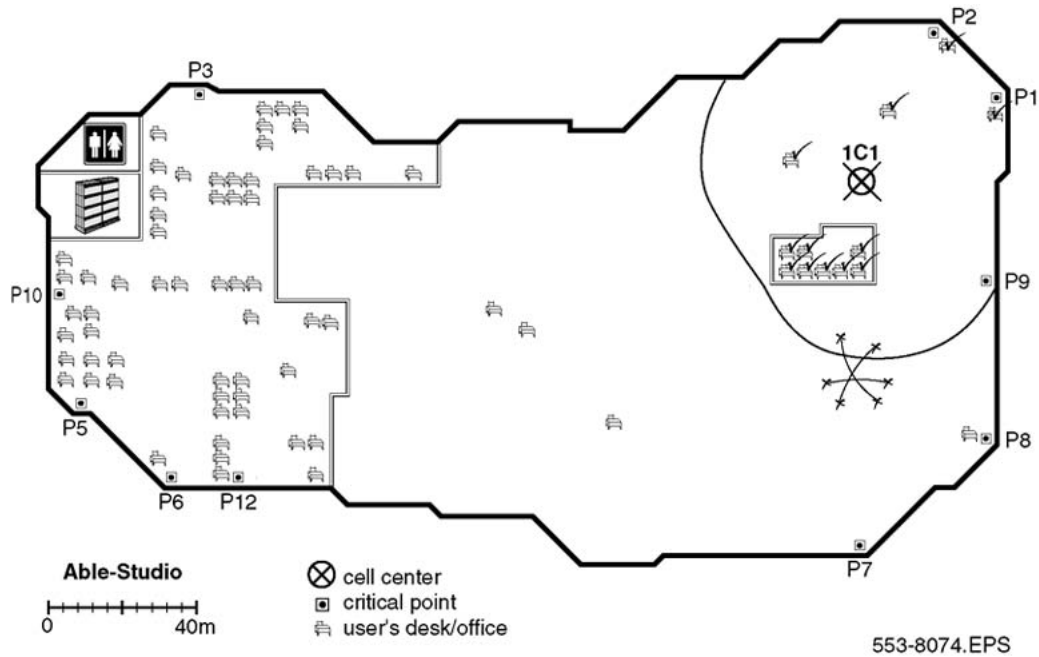 P2
P3
P1
1C1
P10
P9
P5
P8
P6
P12
P7
Able-Studio
0
40m
cell center
critical point
user's desk/office
553-8074.EPS